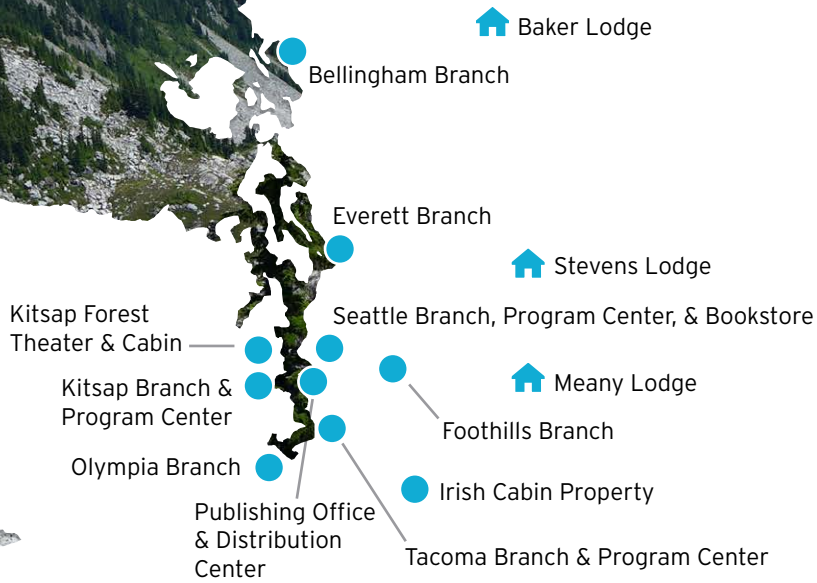 Baker Lodge
Bellingham Branch
Everett Branch
Stevens Lodge
Kitsap Forest
Theater & Cabin
Seattle Branch, Program Center, & Bookstore
Kitsap Branch &
Program Center
Meany Lodge
Foothills Branch
Olympia Branch
Irish Cabin Property
Publishing Office
& Distribution
Center
Tacoma Branch & Program Center